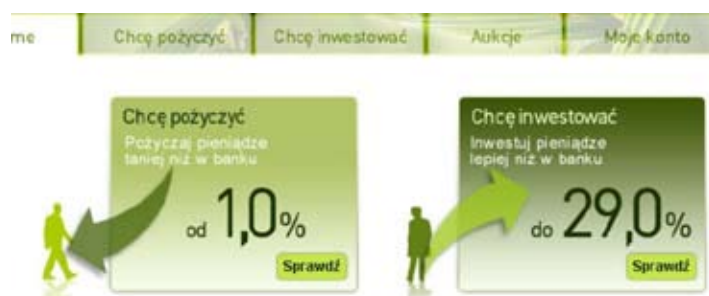 me Chcę pożyczyć Chcę inwestować Aukcje Moje konto
Chcę pożyczyć
Pożyczaj pieniądze
taniej niż w banku
od 1,0%
Sprawdź
Chcę inwestować
Inwestuj pieniądze
lepiej niż w banku
do 29,0%
Sprawdź